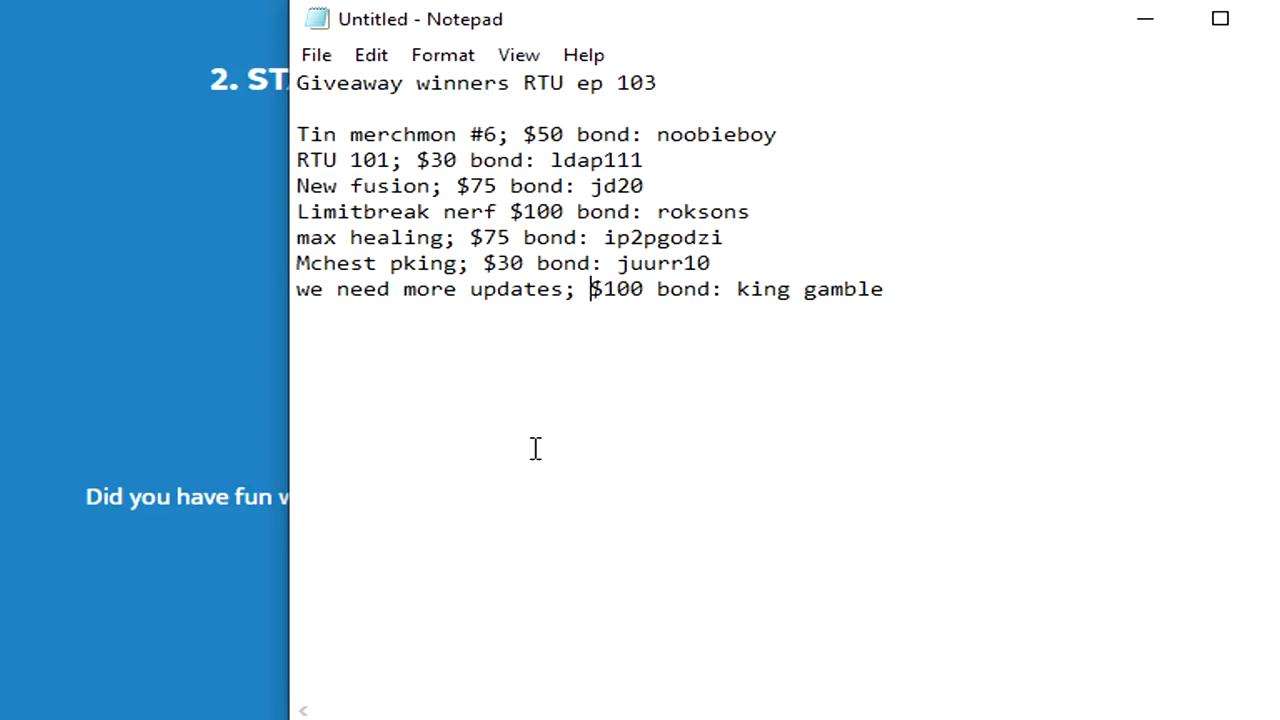 Untitled - Notepad
File Edit Format View Help
2. ST
Giveaway winners RTU ep 103
Tin merchmon #6; $50 bond: noobieboy
RTU 101; $30 bond: ldap111
New fusion; $75 bond: jd20
Limitbreak nerf $100 bond: roksons
max healing; $75 bond: ip2pgodzi
Mchest pking; $30 bond: juurr10
we need more updates; $100 bond: king gamble
Did you have fun